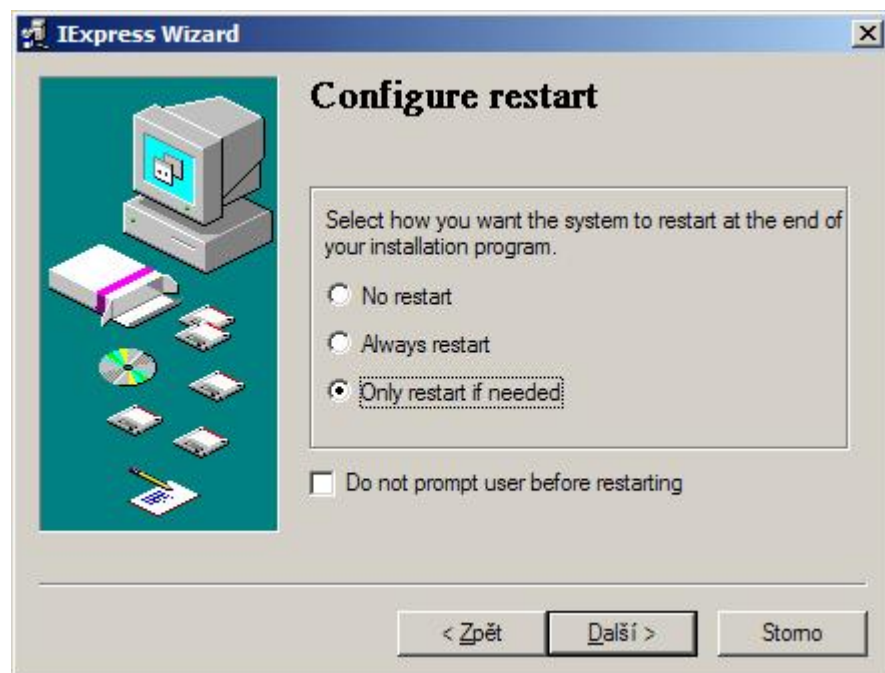 IExpress Wizard
Configure restart
Select how you want the system to restart at the end of
your installation program.
No restart
Always restart
Only restart if needed
Do not prompt user before restarting
< Zpět
Další >
Storno